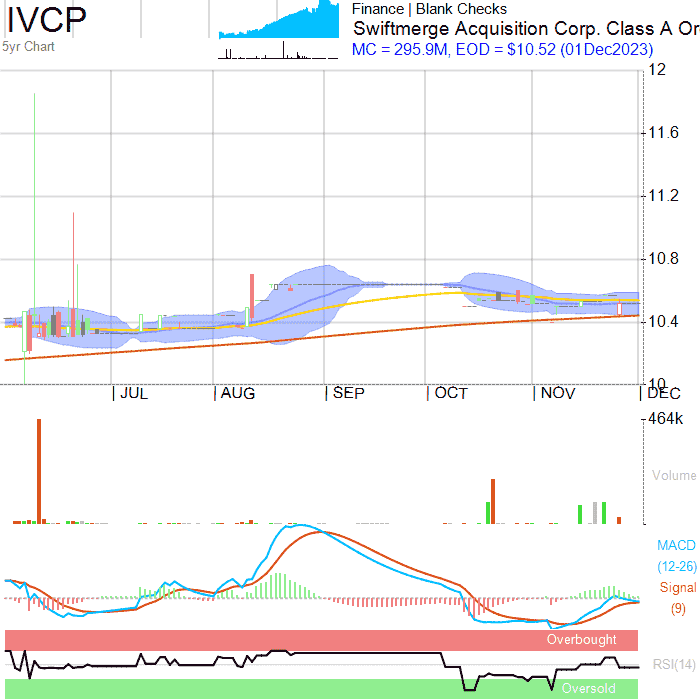 IVCP
Finance | Blank Checks
5yr Chart
Swiftmerge Acquisition Corp. Class A Or
MC = 295.9M, EOD = $10.52 (01Dec2023)
12
11.6
11.2
10.8
10.4
10
JUL AUG SEP OCT NOV DEC
464k
Volume
MACD
(12-26)
Signal
(9)
Overbought
RSI(14)
Oversold